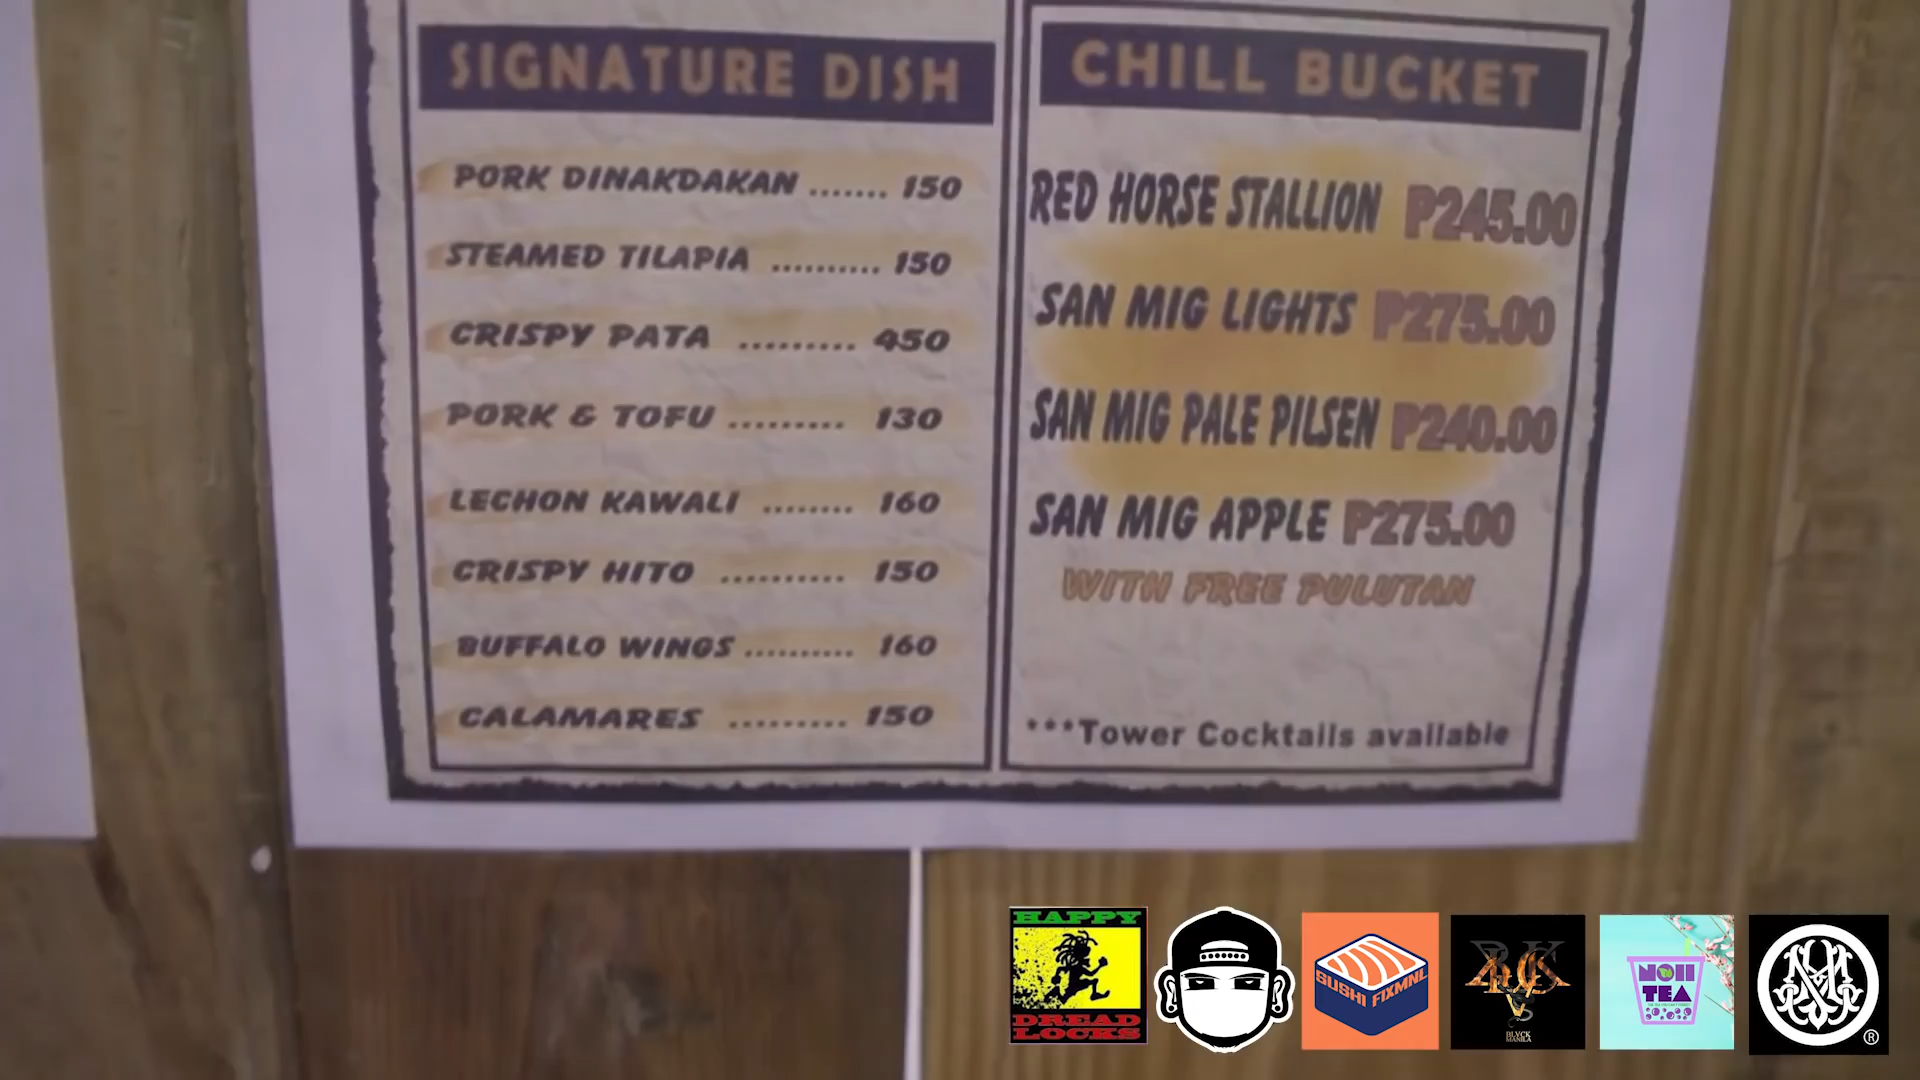 SIGNATURE DISH
PORK DINAKDAKAN ....... 150
STEAMED TILAPIA .......... 150
CRISPY PATA ......... 450
PORK & TOFU ......... 130
LECHON KAWALI ........ 160
CRISPY HITO .......... 150
BUFFALO WINGS .......... 160
CALAMARES ......... 150
CHILL BUCKET
RED HORSE STALLION P245.00
SAN MIG LIGHTS P275.00
SAN MIG PALE PILSEN P240.00
SAN MIG APPLE P275.00
WITH FREE PULUTAN
***Tower Cocktails available
HAPPY
DREAD
LOCKS
SUSHI FIXMNL
BLVCK
MANILA
NOII
TEA
®